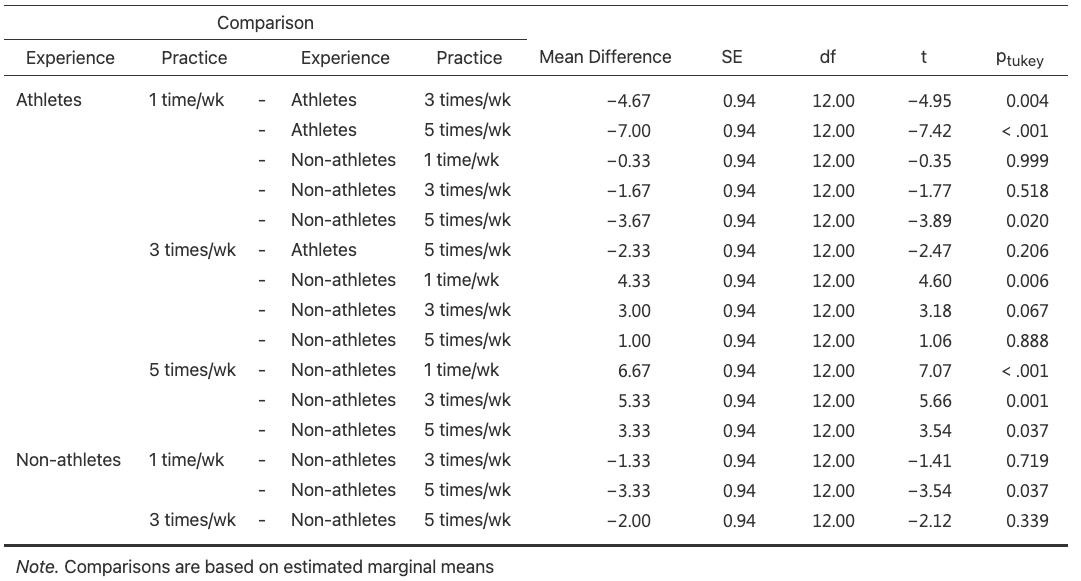 Comparison
Experience Practice Experience Practice Mean Difference SE df t ptukey
Athletes 1 time/wk - Athletes 3 times/wk −4.67 0.94 12.00 −4.95 0.004
- Athletes 5 times/wk −7.00 0.94 12.00 −7.42 < .001
- Non-athletes 1 time/wk −0.33 0.94 12.00 −0.35 0.999
- Non-athletes 3 times/wk −1.67 0.94 12.00 −1.77 0.518
- Non-athletes 5 times/wk −3.67 0.94 12.00 −3.89 0.020
3 times/wk - Athletes 5 times/wk −2.33 0.94 12.00 −2.47 0.206
- Non-athletes 1 time/wk 4.33 0.94 12.00 4.60 0.006
- Non-athletes 3 times/wk 3.00 0.94 12.00 3.18 0.067
- Non-athletes 5 times/wk 1.00 0.94 12.00 1.06 0.888
5 times/wk - Non-athletes 1 time/wk 6.67 0.94 12.00 7.07 < .001
- Non-athletes 3 times/wk 5.33 0.94 12.00 5.66 0.001
- Non-athletes 5 times/wk 3.33 0.94 12.00 3.54 0.037
Non-athletes 1 time/wk - Non-athletes 3 times/wk −1.33 0.94 12.00 −1.41 0.719
- Non-athletes 5 times/wk −3.33 0.94 12.00 −3.54 0.037
3 times/wk - Non-athletes 5 times/wk −2.00 0.94 12.00 −2.12 0.339
Note. Comparisons are based on estimated marginal means